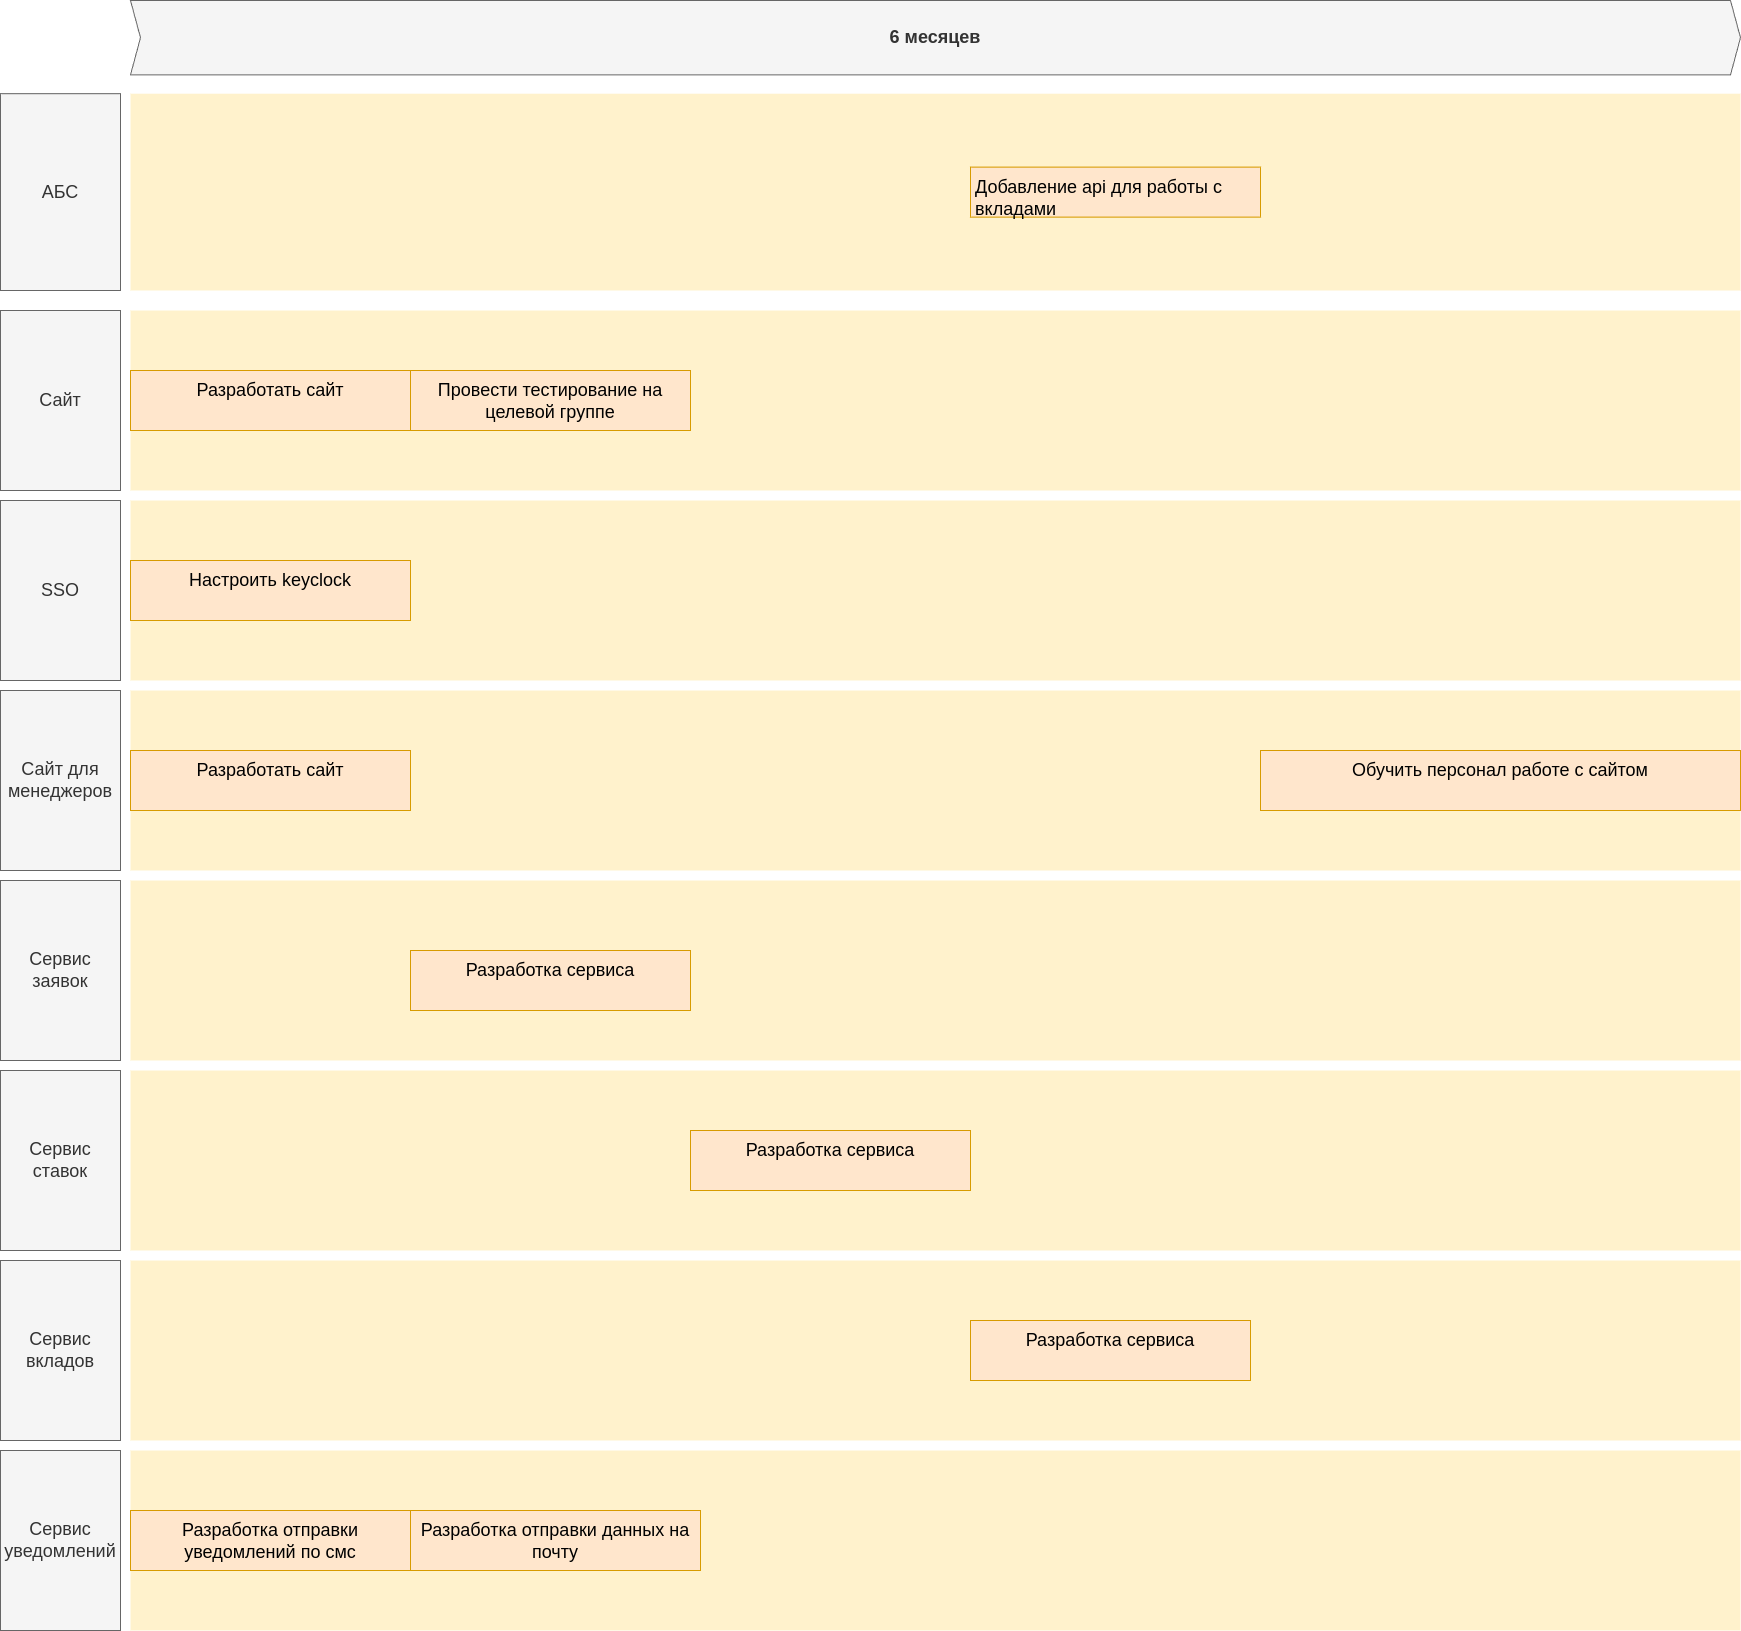 6 месяцев
АБС
Добавление api для работы с
вкладами
Сайт
Разработать сайт
Провести тестирование на
целевой группе
SSO
Настроить keyclock
Сайт для
менеджеров
Разработать сайт
Обучить персонал работе с сайтом
Сервис
заявок
Разработка сервиса
Сервис
ставок
Разработка сервиса
Сервис
вкладов
Разработка сервиса
Сервис
уведомлений
Разработка отправки
уведомлений по смс
Разработка отправки данных на
почту